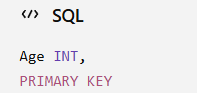 SQL
Age INT,
PRIMARY KEY